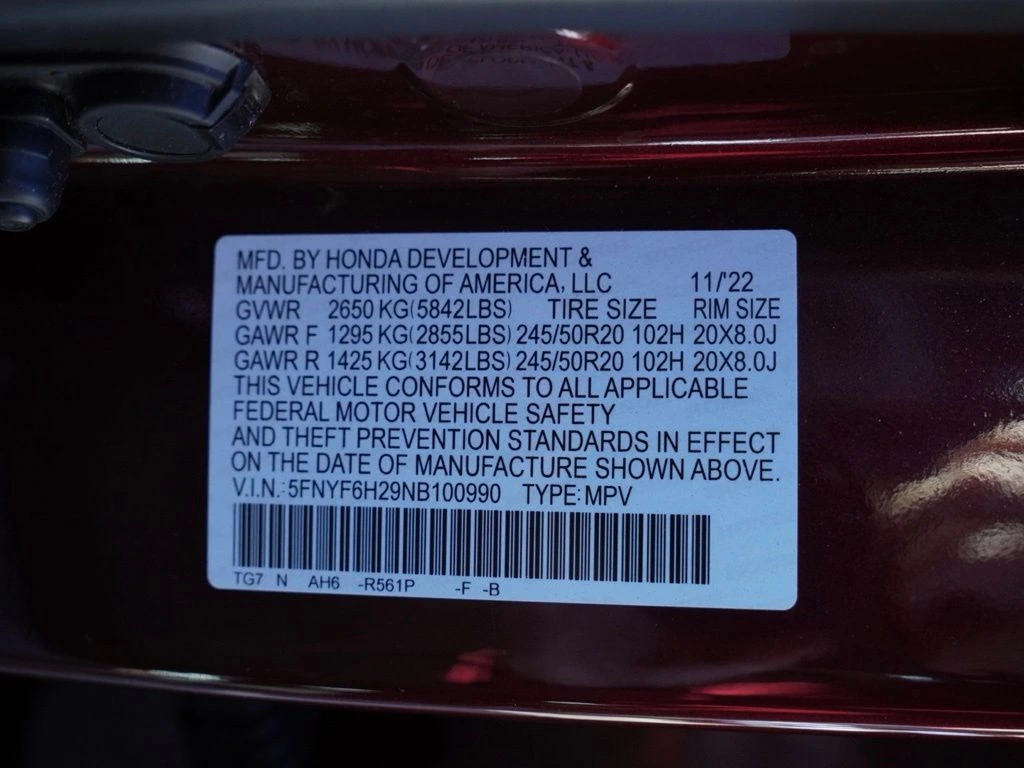 MFD. BY HONDA DEVELOPMENT &
MANUFACTURING OF AMERICA, LLC 11/'22
GVWR 2650 KG(5842LBS) TIRE SIZE RIM SIZE
GAWR F 1295 KG(2855LBS) 245/50R20 102H 20X8.0J
GAWR R 1425 KG(3142LBS) 245/50R20 102H 20X8.0J
THIS VEHICLE CONFORMS TO ALL APPLICABLE
FEDERAL MOTOR VEHICLE SAFETY
AND THEFT PREVENTION STANDARDS IN EFFECT
ON THE DATE OF MANUFACTURE SHOWN ABOVE.
V.I.N.: 5FNYF6H29NB100990 TYPE: MPV
TG7 N AH6 -R561P -F -B